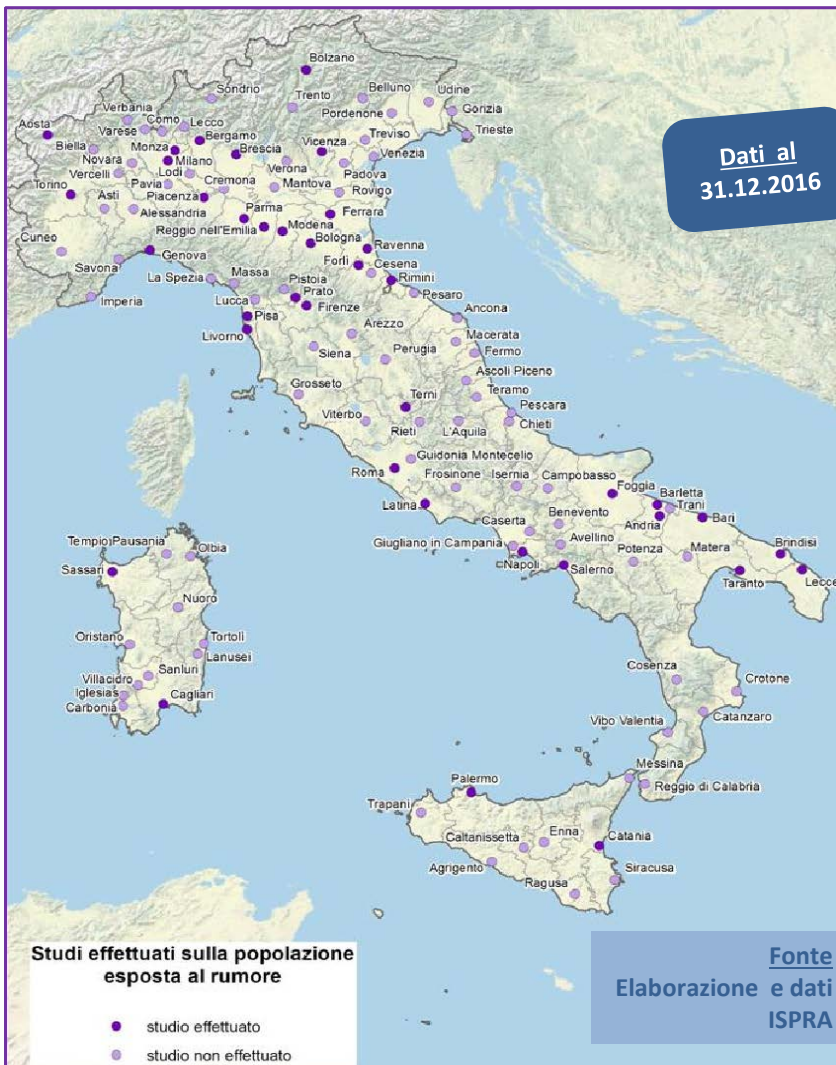 Bolzano
Sondrio
Belluno
Udine
Trento
Verbania
Pordenone
Gorizia
Como
Lecco
Aosta
Varese
Bergamo
Treviso
Trieste
Biella
Monza
Brescia
Vicenza
Venezia
Novara
Milano
Verona
Padova
Vercelli
Lodi
Torino
Pavia
Cremona
Mantova
Rovigo
Asti
Piacenza
Alessandria
Parma
Ferrara
Reggio nell'Emilia
Modena
Cuneo
Bologna
Ravenna
Genova
Forlì
Cesena
Savona
La Spezia
Massa
Pistoia
Rimini
Imperia
Lucca
Prato
Pesaro
Firenze
Pisa
Ancona
Livorno
Arezzo
Macerata
Siena
Perugia
Fermo
Ascoli Piceno
Grosseto
Terni
Teramo
Viterbo
Pescara
Rieti
L'Aquila
Chieti
Guidonia Montecelio
Roma
Frosinone
Isernia
Campobasso
Foggia
Barletta
Trani
Latina
Caserta
Benevento
Andria
Bari
Giugliano in Campania
Avellino
Brindisi
©Napoli
Salerno
Potenza
Matera
Taranto
Lecce
Tempio Pausania
Olbia
Sassari
Nuoro
Oristano
Tortolì
Lanusei
Sanluri
Villacidro
Iglesias
Cagliari
Carbonia
Cosenza
Crotone
Catanzaro
Vibo Valentia
Messina
Reggio di Calabria
Palermo
Trapani
Enna
Caltanissetta
Catania
Agrigento
Siracusa
Ragusa
Dati al
31.12.2016
Studi effettuati sulla popolazione
esposta al rumore
studio effettuato
studio non effettuato
Fonte
Elaborazione e dati
ISPRA